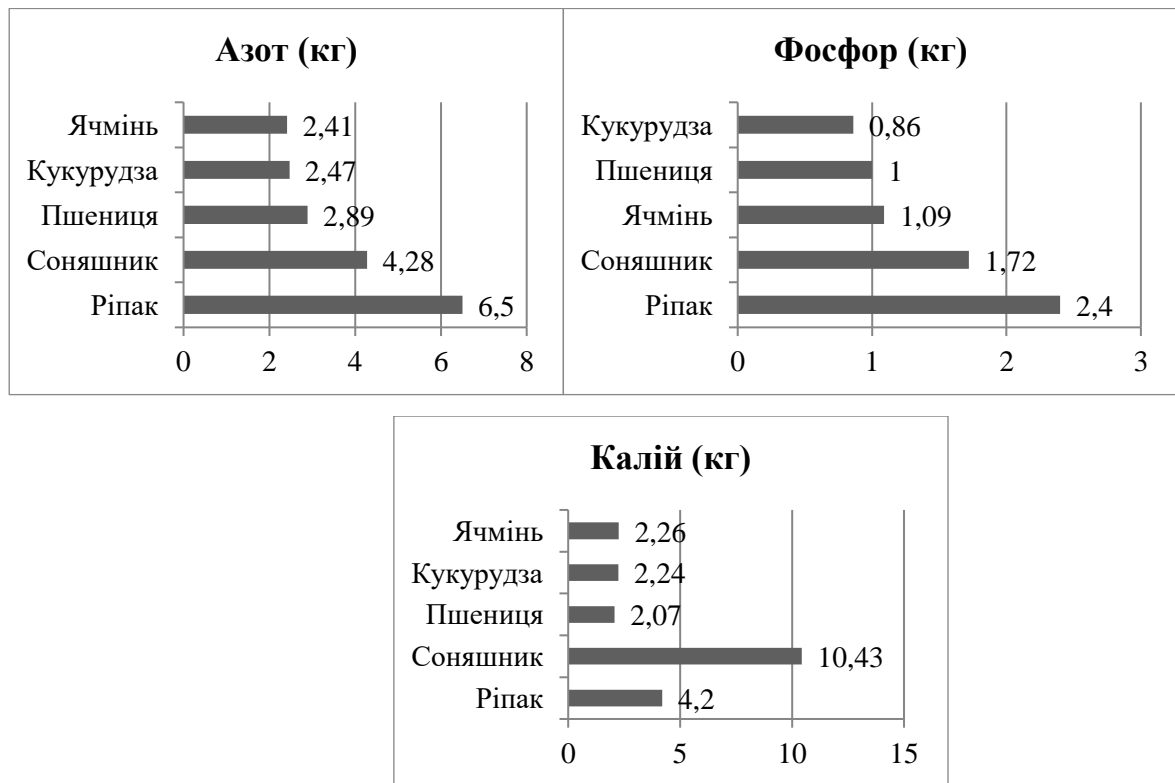 Азот (кг)
Ячмінь 2,41
Кукурудза 2,47
Пшениця 2,89
Соняшник 4,28
Ріпак 6,5
0 2 4 6 8
Фосфор (кг)
Кукурудза 0,86
Пшениця 1
Ячмінь 1,09
Соняшник 1,72
Ріпак 2,4
0 1 2 3
Калій (кг)
Ячмінь 2,26
Кукурудза 2,24
Пшениця 2,07
Соняшник 10,43
Ріпак 4,2
0 5 10 15